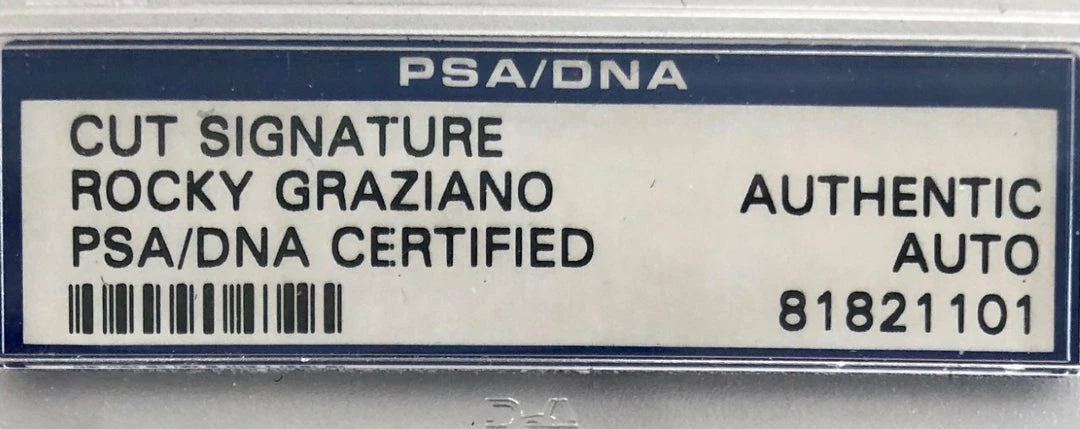 PSA/DNA
CUT SIGNATURE
ROCKY GRAZIANO
AUTHENTIC
PSA/DNA CERTIFIED
AUTO
81821101